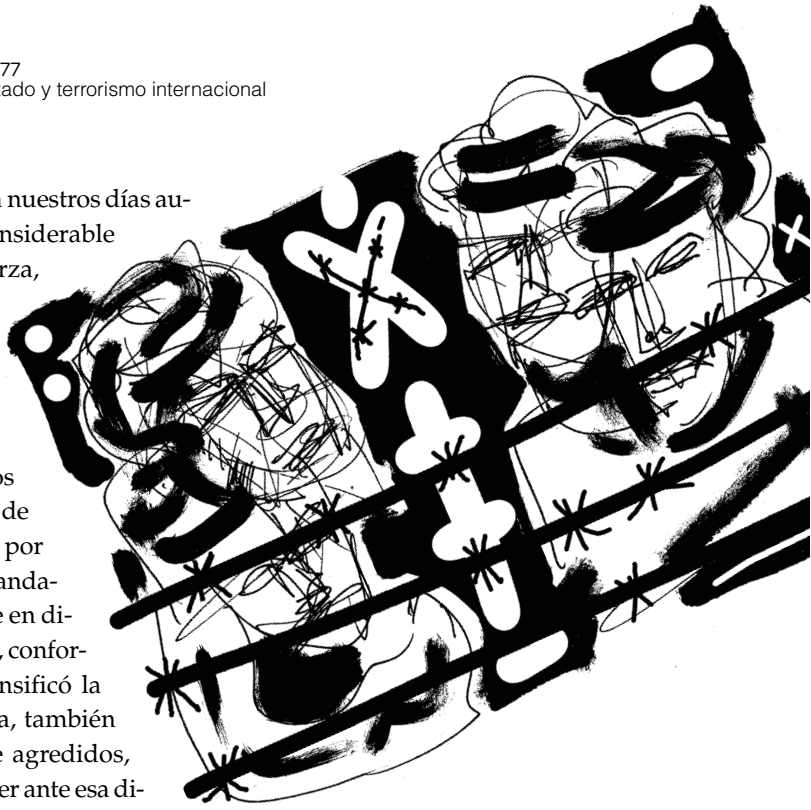 77
tado y terrorismo internacional
nuestros días au-
nsiderable
rza,
os
de
por
anda-
e en di-
, confor-
nsificó la
a, también
e agredidos,
er ante esa di-